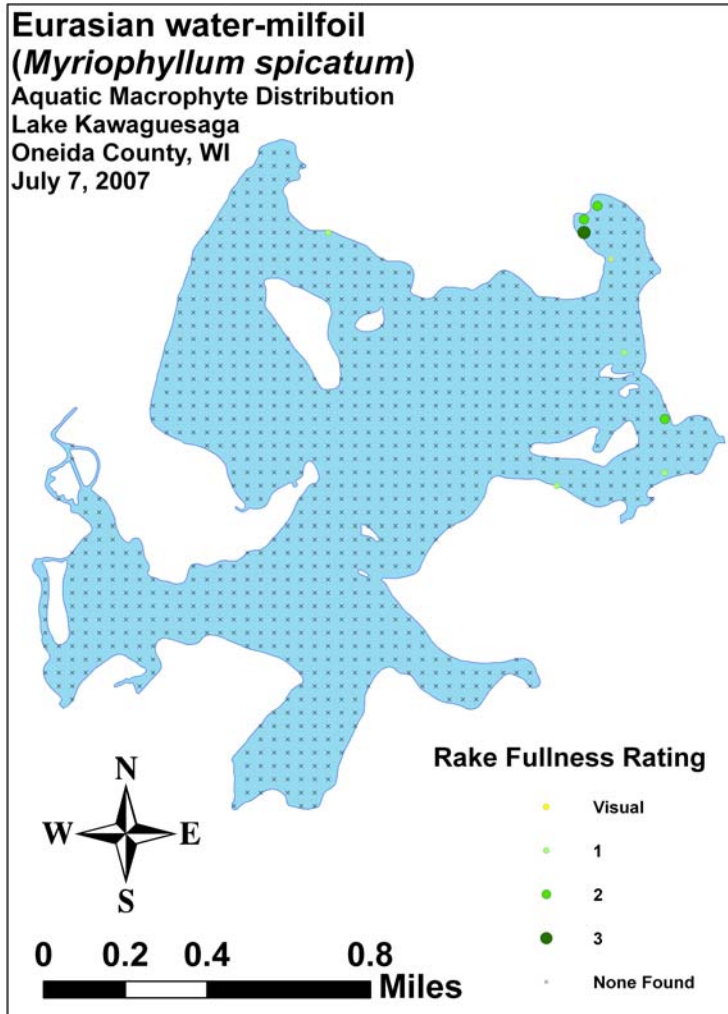 Eurasian water-milfoil
(Myriophyllum spicatum)
Aquatic Macrophyte Distribution
Lake Kawaguesaga
Oneida County, WI
July 7, 2007
N
W E
S
0 0.2 0.4 0.8
Miles
Rake Fullness Rating
Visual
1
2
3
None Found